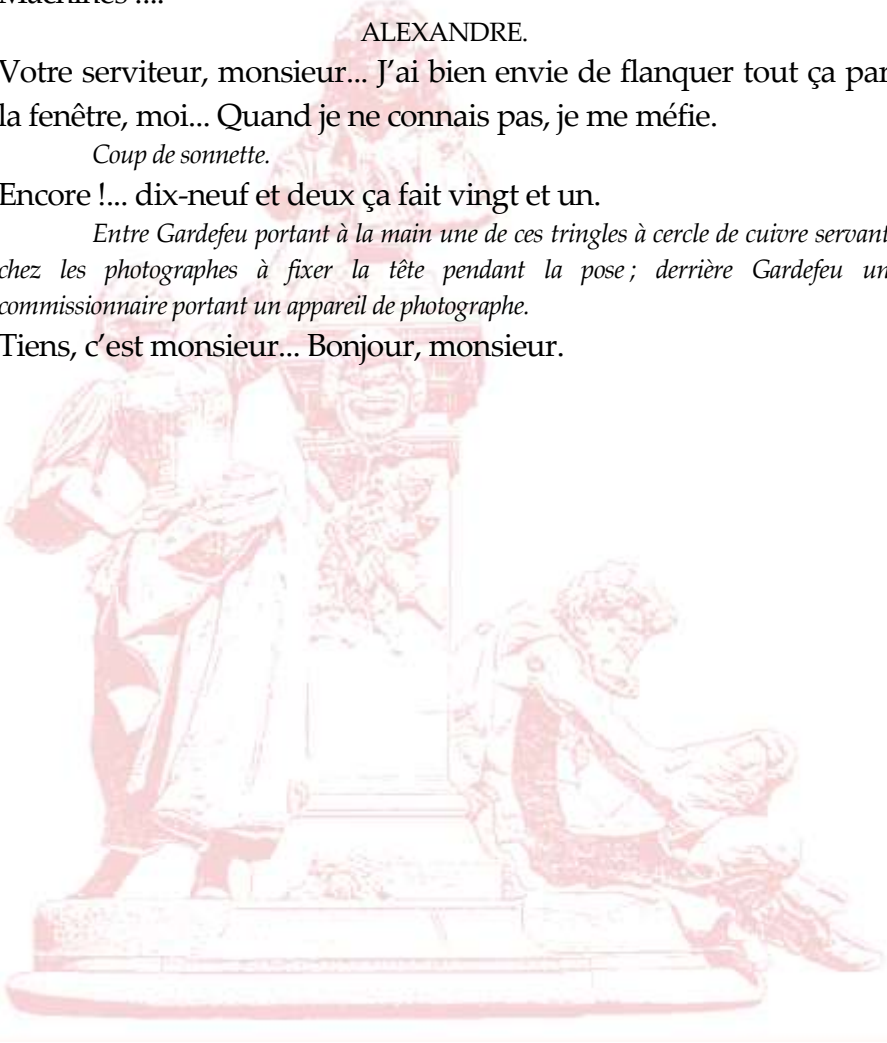 Machines !....
ALEXANDRE.
Votre serviteur, monsieur... J’ai bien envie de flanquer tout ça par
la fenêtre, moi... Quand je ne connais pas, je me méfie.
Coup de sonnette.
Encore !... dix-neuf et deux ça fait vingt et un.
Entre Gardefeu portant à la main une de ces tringles à cercle de cuivre servant
chez les photographes à fixer la tête pendant la pose ; derrière Gardefeu un
commissionnaire portant un appareil de photographe.
Tiens, c’est monsieur... Bonjour, monsieur.